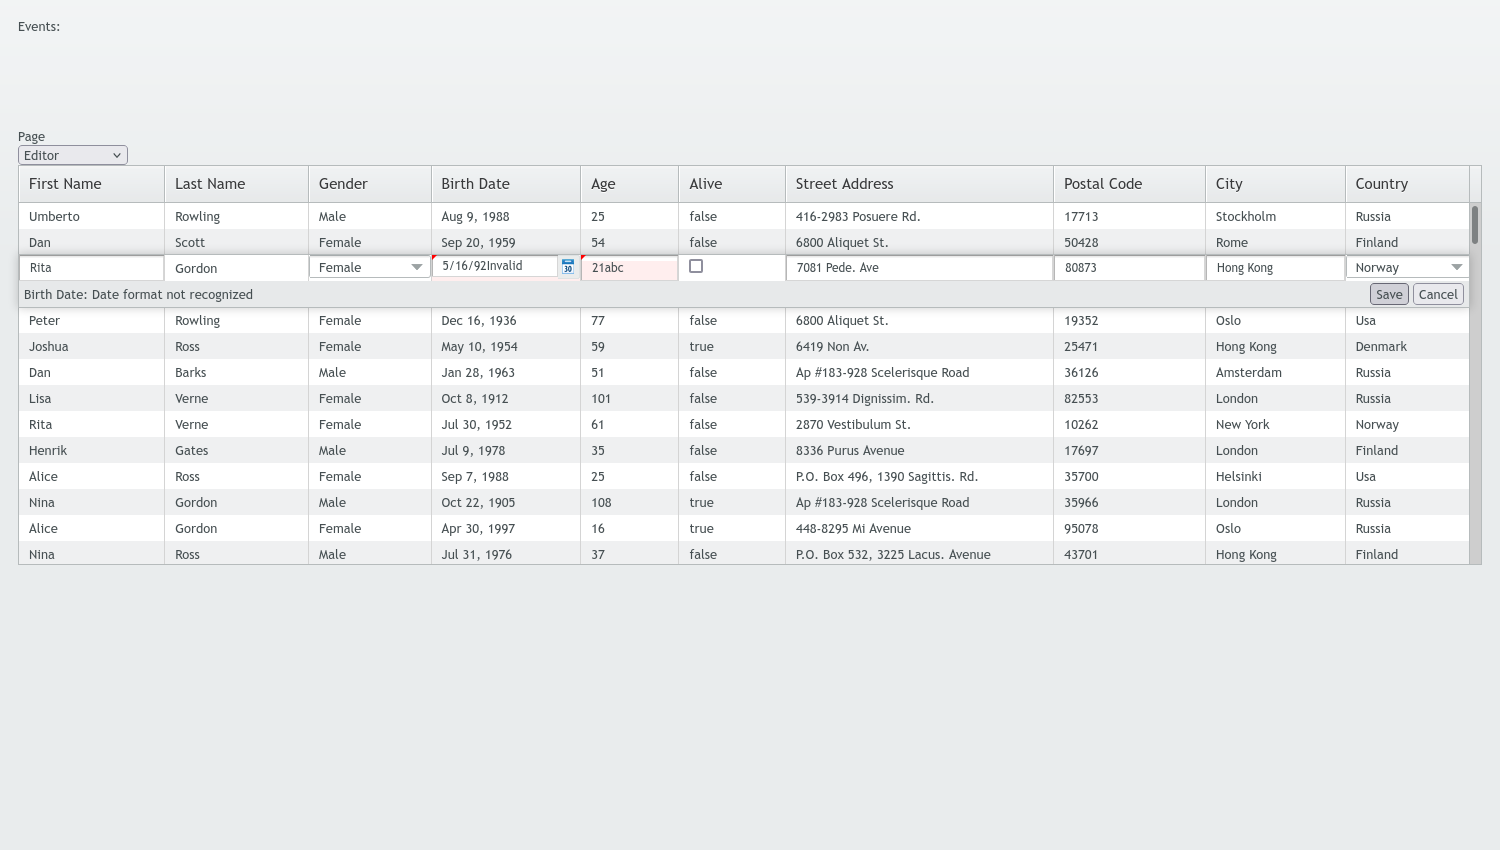 Events:
Page
Editor
First Name Last Name Gender Birth Date Age Alive Street Address Postal Code City Country
Umberto Rowling Male Aug 9, 1988 25 false 416-2983 Posuere Rd. 17713 Stockholm Russia
Dan Scott Female Sep 20, 1959 54 false 6800 Aliquet St. 50428 Rome Finland
Rita Gordon Female 5/16/92Invalid 30 21abc 7081 Pede. Ave 80873 Hong Kong Norway
Birth Date: Date format not recognized Save Cancel
Peter Rowling Female Dec 16, 1936 77 false 6800 Aliquet St. 19352 Oslo Usa
Joshua Ross Female May 10, 1954 59 true 6419 Non Av. 25471 Hong Kong Denmark
Dan Barks Male Jan 28, 1963 51 false Ap #183-928 Scelerisque Road 36126 Amsterdam Russia
Lisa Verne Female Oct 8, 1912 101 false 539-3914 Dignissim. Rd. 82553 London Russia
Rita Verne Female Jul 30, 1952 61 false 2870 Vestibulum St. 10262 New York Norway
Henrik Gates Male Jul 9, 1978 35 false 8336 Purus Avenue 17697 London Finland
Alice Ross Female Sep 7, 1988 25 false P.O. Box 496, 1390 Sagittis. Rd. 35700 Helsinki Usa
Nina Gordon Male Oct 22, 1905 108 true Ap #183-928 Scelerisque Road 35966 London Russia
Alice Gordon Female Apr 30, 1997 16 true 448-8295 Mi Avenue 95078 Oslo Russia
Nina Ross Male Jul 31, 1976 37 false P.O. Box 532, 3225 Lacus. Avenue 43701 Hong Kong Finland